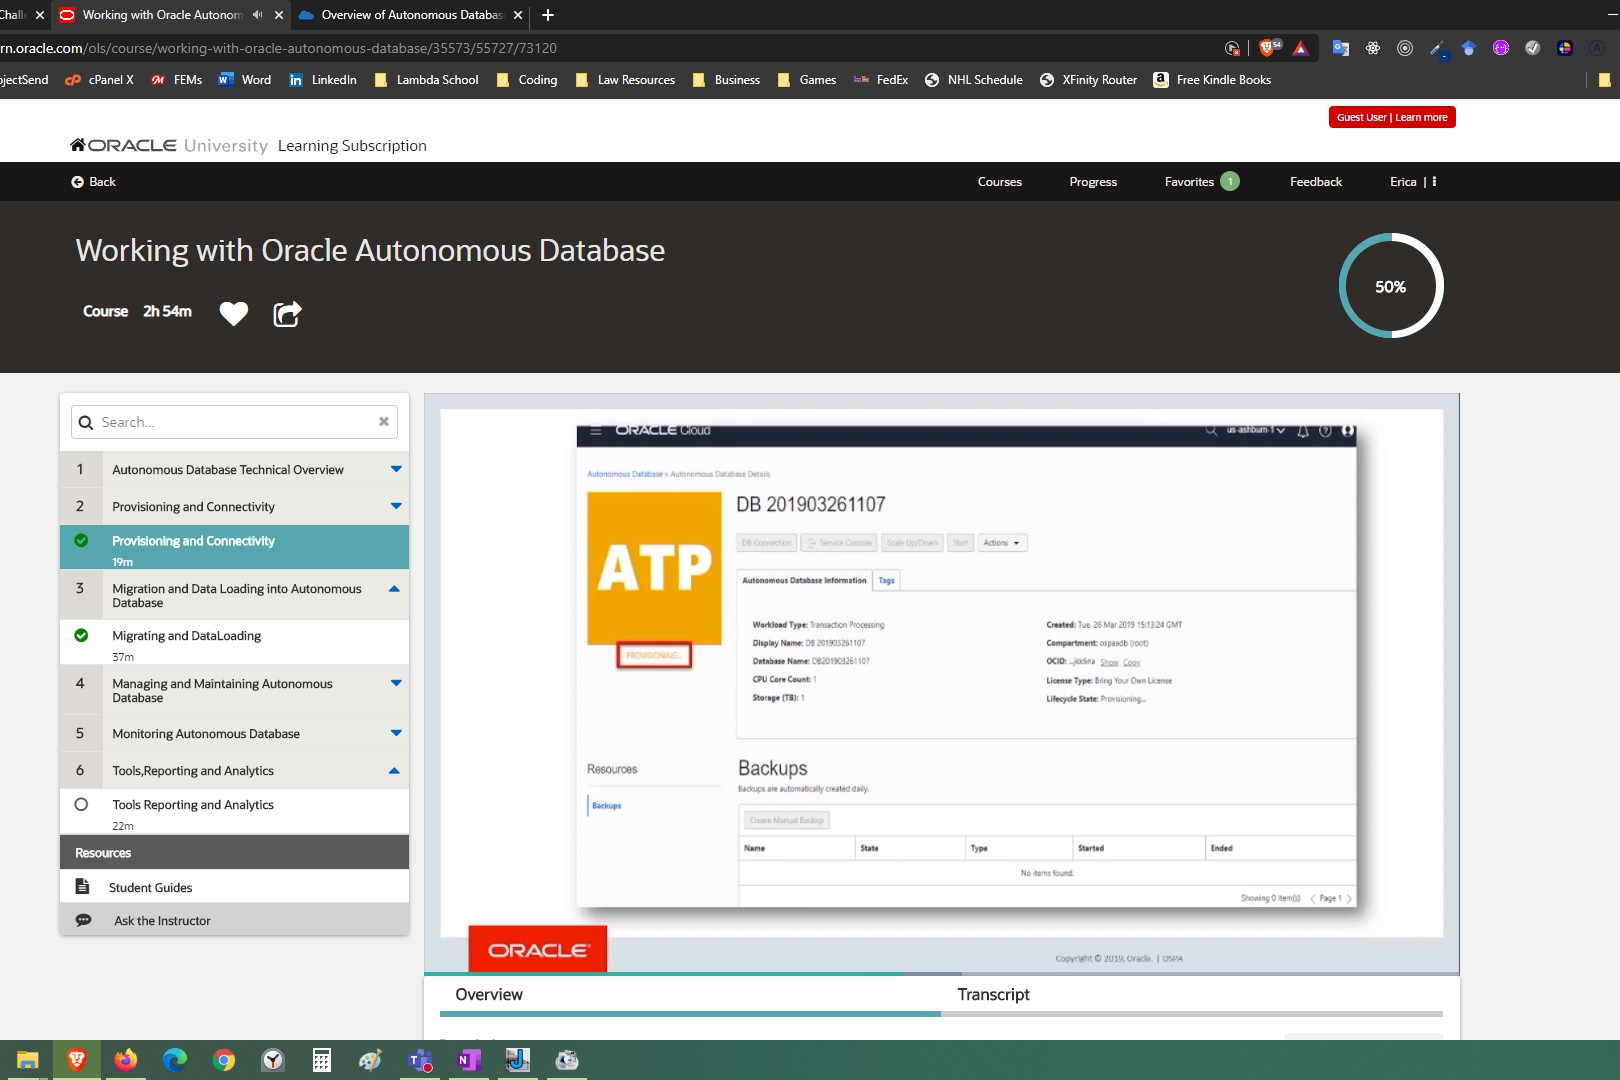 Chall
Working with Oracle Autonom
Overview of Autonomous Databas
rn.oracle.com/ols/course/working-with-oracle-autonomous-database/35573/55727/73120
54
ojectSend
cPanel X
FEMs
Word
LinkedIn
Lambda School
Coding
Law Resources
Business
Games
FedEx
NHL Schedule
XFinity Router
Free Kindle Books
Guest User | Learn more
ORACLE University Learning Subscription
Back
Courses
Progress
Favorites 1
Feedback
Erica
Working with Oracle Autonomous Database
Course 2h 54m
50%
Search...
1 Autonomous Database Technical Overview
2 Provisioning and Connectivity
Provisioning and Connectivity
19m
3 Migration and Data Loading into Autonomous
Database
Migrating and DataLoading
37m
4 Managing and Maintaining Autonomous
Database
5 Monitoring Autonomous Database
6 Tools,Reporting and Analytics
Tools Reporting and Analytics
22m
Resources
Student Guides
Ask the Instructor
ORACLE Cloud
us-ashburn-1
Autonomous Database » Autonomous Database Details
ATP
PROVISIONING...
DB 201903261107
DB Connection
Service Console
Scale Up/Down
Start
Actions
Autonomous Database Information
Tags
Workload Type: Transaction Processing
Display Name: DB 201903261107
Database Name: DB201903261107
CPU Core Count: 1
Storage (TB): 1
Created: Tue, 26 Mar 2019 15:13:24 GMT
Compartment: ospaadb (root)
OCID: Show Copy
License Type: Bring Your Own License
Lifecycle State: Provisioning...
Resources
Backups
Backups
Backups are automatically created daily.
Create Manual Backup
Name
State
Type
Started
Ended
No items found.
Showing 0 Item(s) < Page 1 >
ORACLE
Copyright © 2019, Oracle. | OSPA
Overview
Transcript